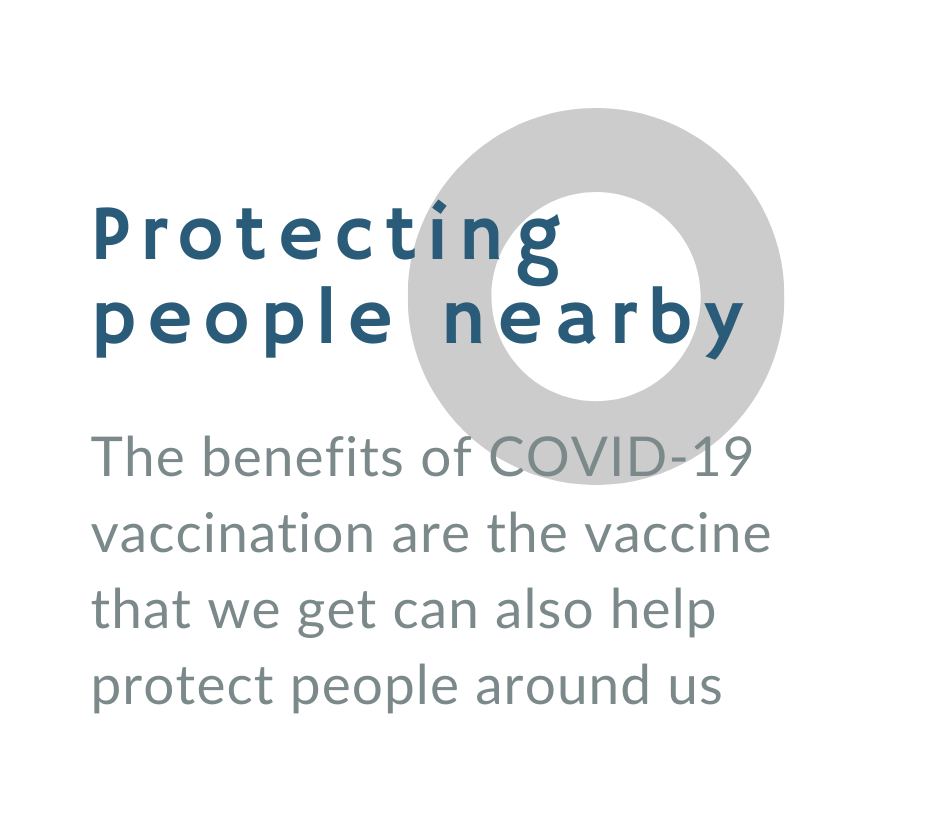 Protecting
people nearby
The benefits of COVID-19
vaccination are the vaccine
that we get can also help
protect people around us